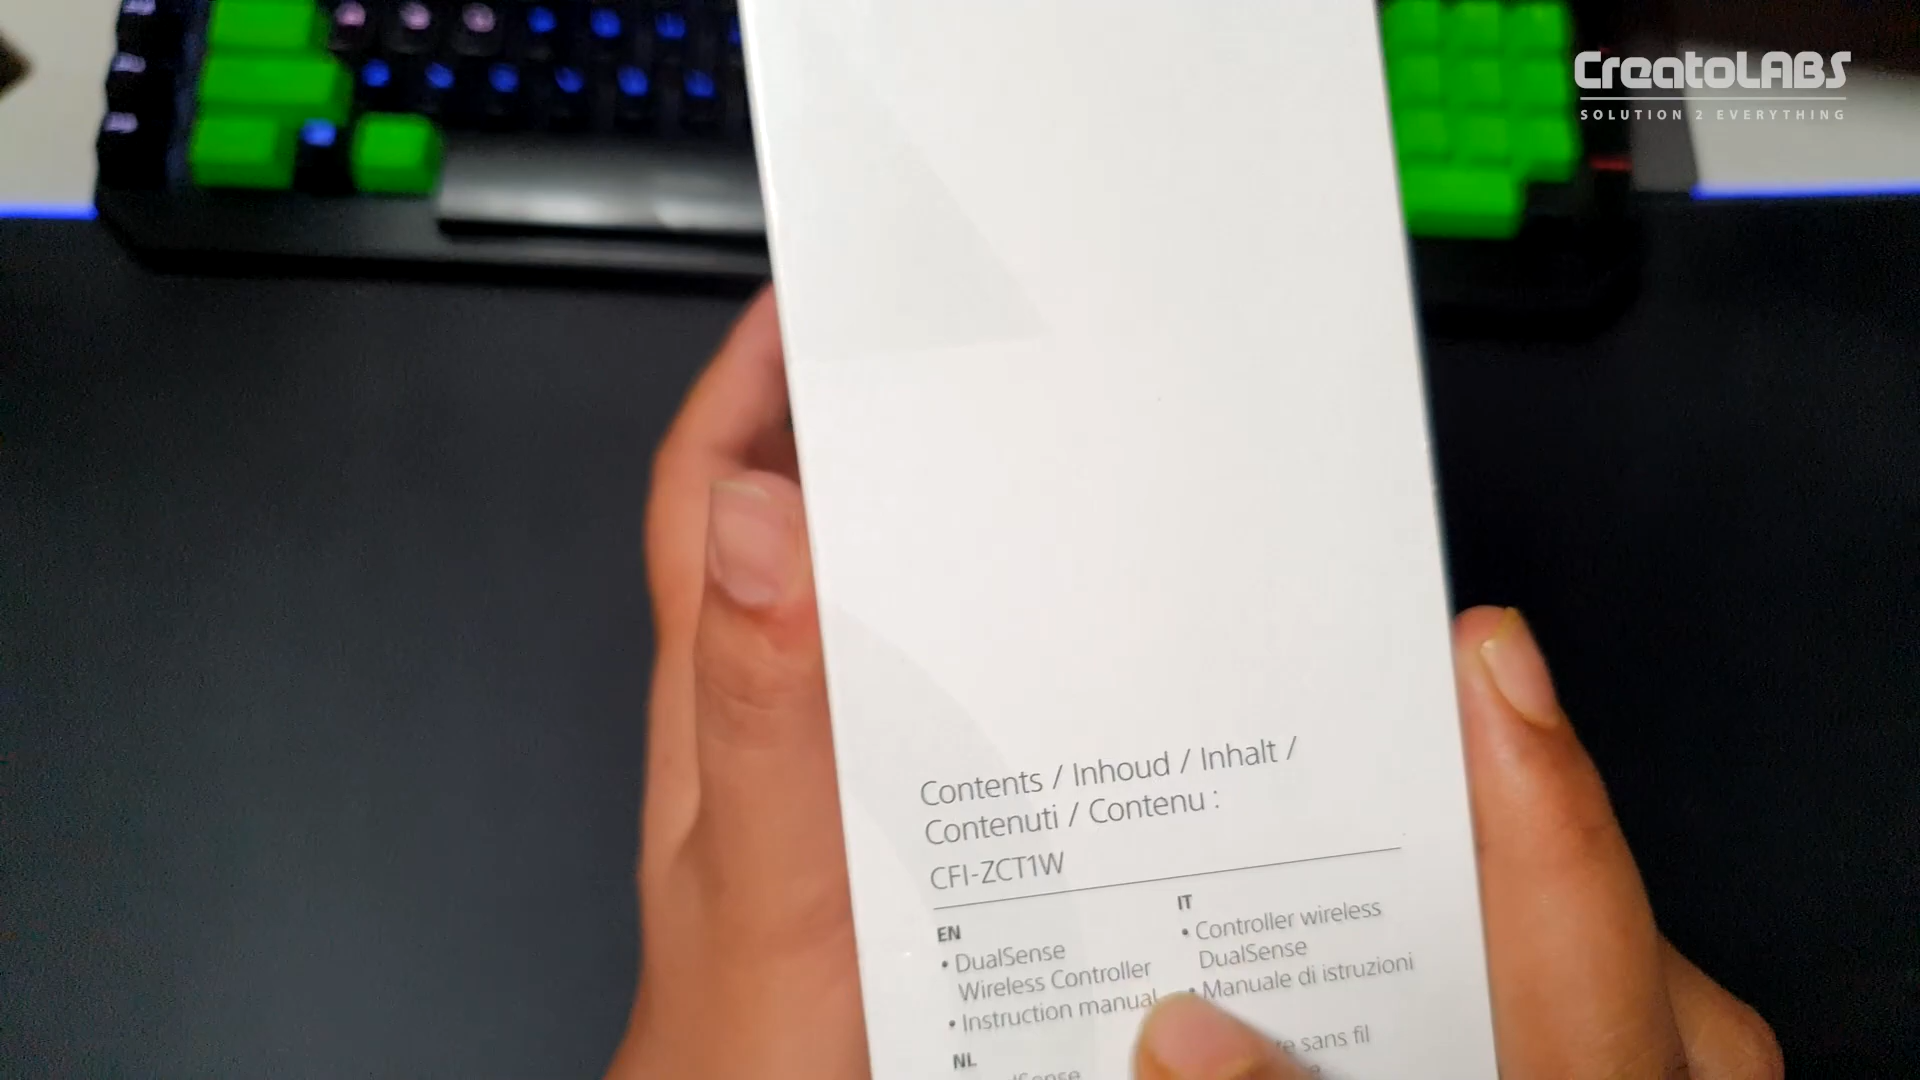 CreatoLABS
SOLUTION 2 EVERYTHING
Contents / Inhoud / Inhalt /
Contenuti / Contenu :
CFI-ZCT1W
EN
• DualSense
Wireless Controller
• Instruction manual
NL
IT
• Controller wireless
DualSense
• Manuale di istruzioni
sans fil